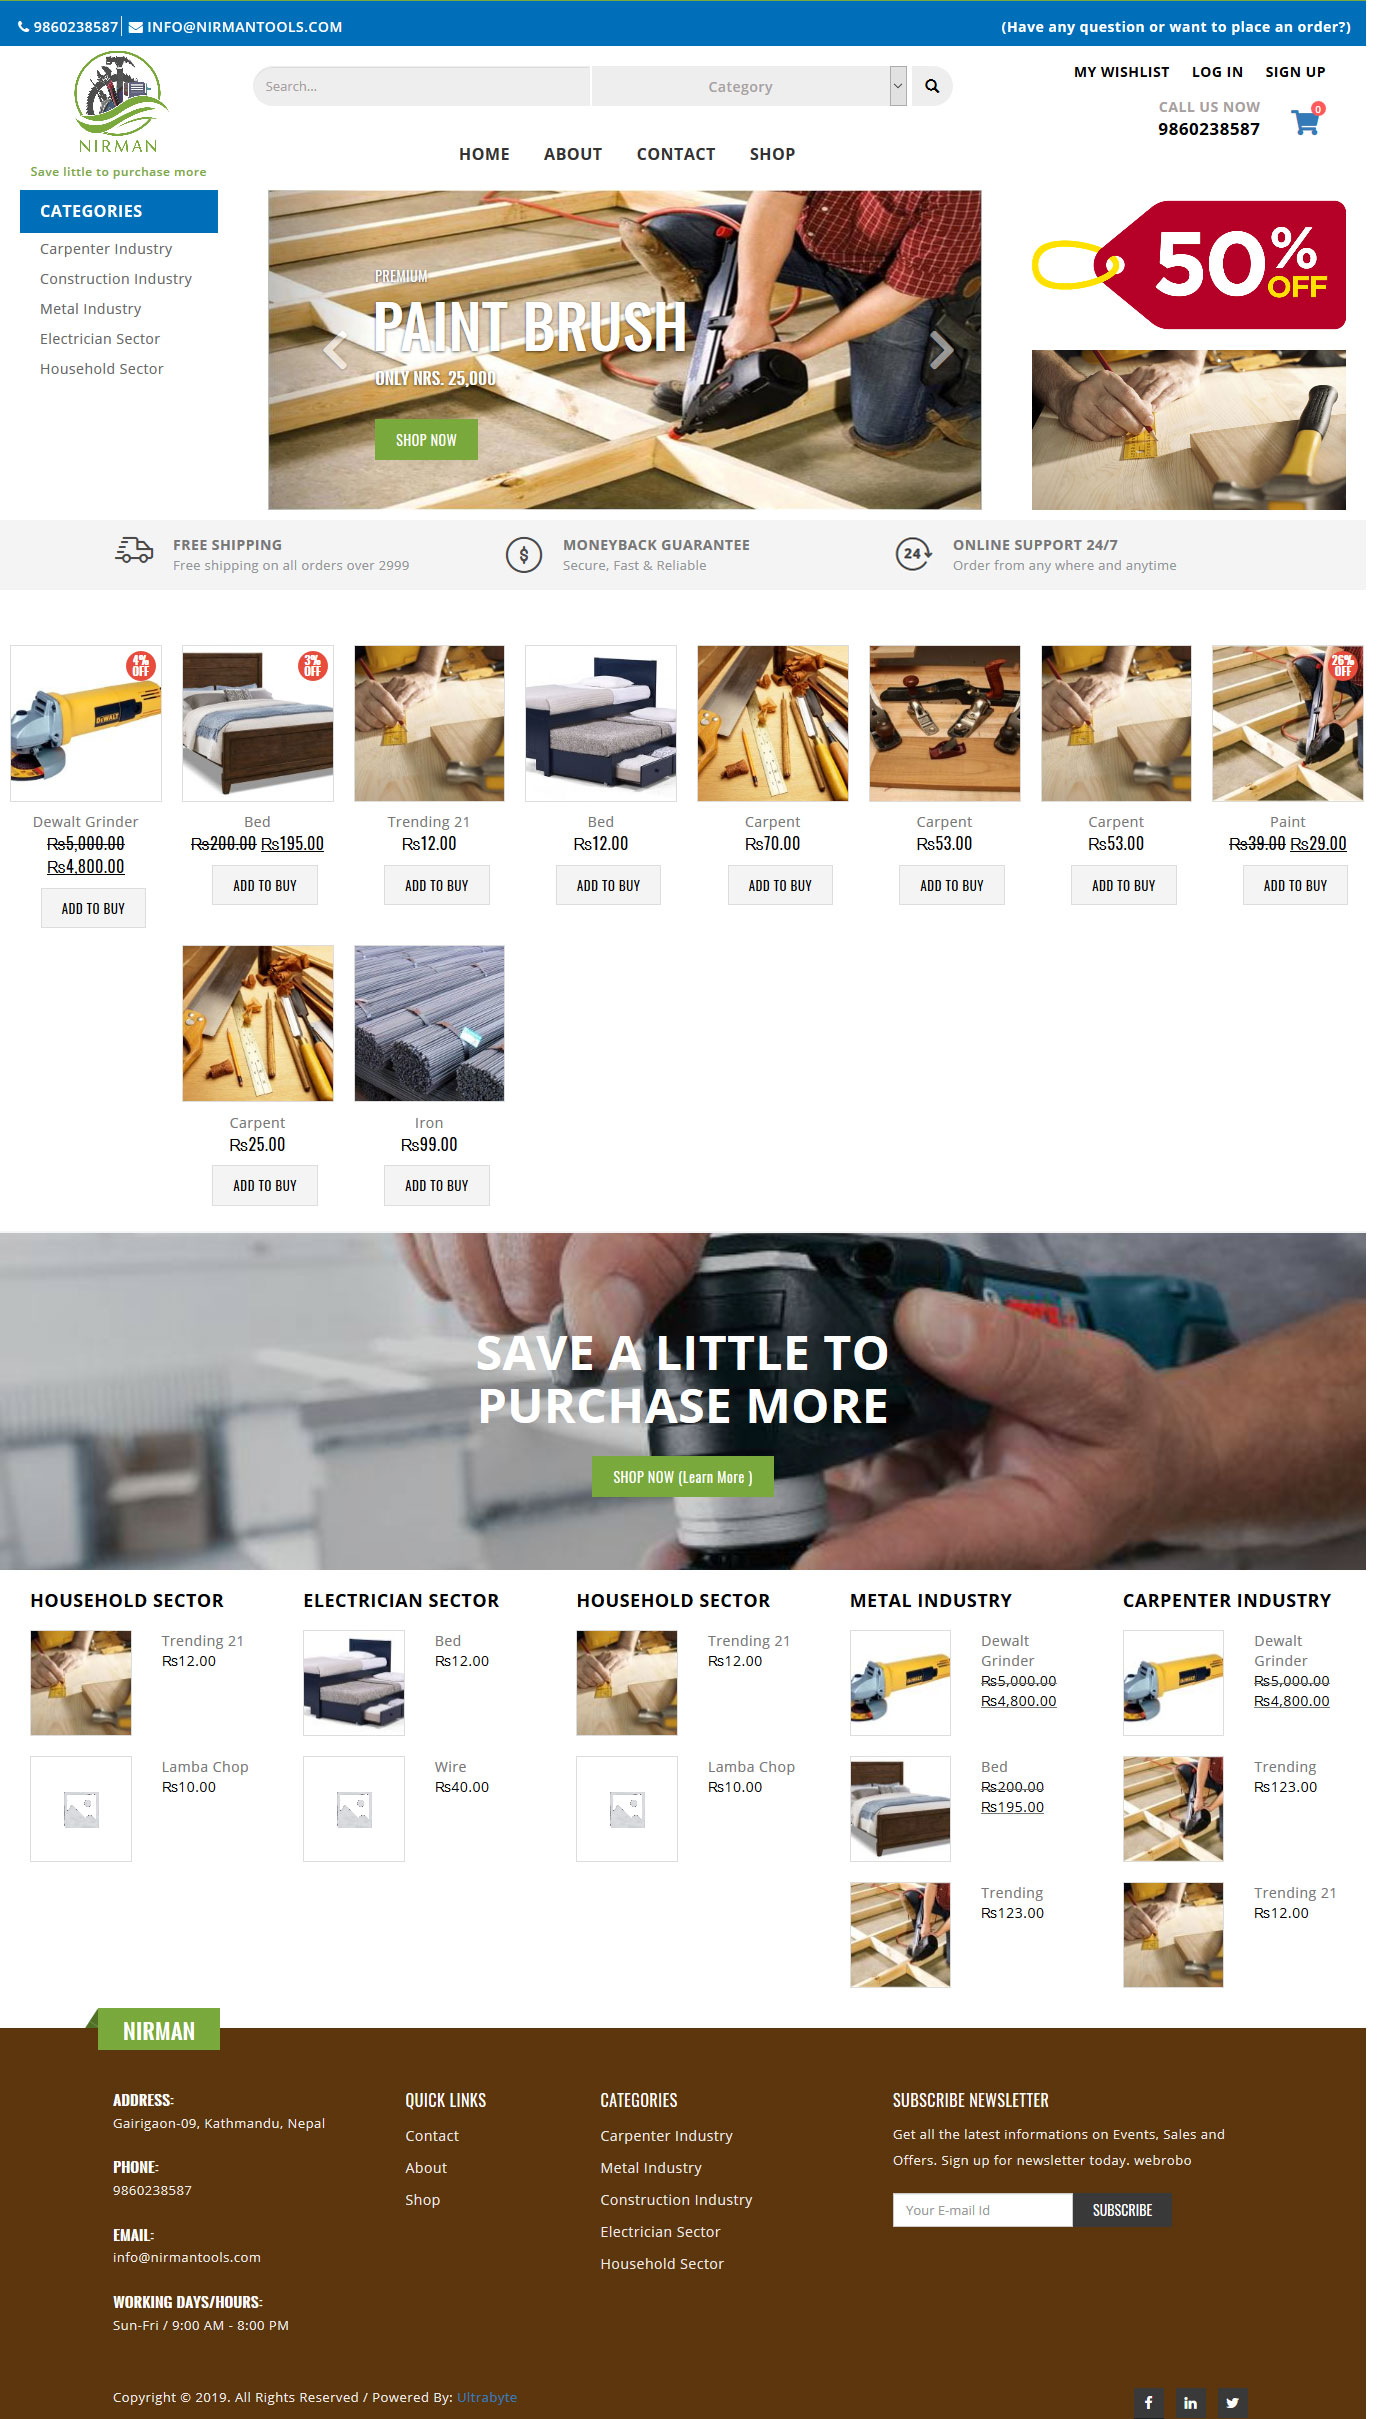 9860238587 INFO@NIRMANTOOLS.COM
(Have any question or want to place an order?)
NIRMAN
Save little to purchase more
Search...
Category
MY WISHLIST LOG IN SIGN UP
CALL US NOW
9860238587
0
HOME ABOUT CONTACT SHOP
CATEGORIES
Carpenter Industry
Construction Industry
Metal Industry
Electrician Sector
Household Sector
PREMIUM
PAINT BRUSH
ONLY NRS. 25,000
SHOP NOW
50%
OFF
FREE SHIPPING
Free shipping on all orders over 2999
$
MONEYBACK GUARANTEE
Secure, Fast & Reliable
24
ONLINE SUPPORT 24/7
Order from any where and anytime
4%
OFF
DEWALT
Dewalt Grinder
₨5,000.00
₨4,800.00
ADD TO BUY
3%
OFF
Bed
₨200.00 ₨195.00
ADD TO BUY
Trending 21
₨12.00
ADD TO BUY
Bed
₨12.00
ADD TO BUY
Carpent
₨70.00
ADD TO BUY
Carpent
₨53.00
ADD TO BUY
Carpent
₨53.00
ADD TO BUY
26%
OFF
Paint
₨39.00 ₨29.00
ADD TO BUY
Carpent
₨25.00
ADD TO BUY
Iron
₨99.00
ADD TO BUY
SAVE A LITTLE TO
PURCHASE MORE
SHOP NOW (Learn More )
HOUSEHOLD SECTOR
Trending 21
₨12.00
Lamba Chop
₨10.00
ELECTRICIAN SECTOR
Bed
₨12.00
Wire
₨40.00
HOUSEHOLD SECTOR
Trending 21
₨12.00
Lamba Chop
₨10.00
METAL INDUSTRY
Dewalt
Grinder
₨5,000.00
₨4,800.00
Bed
₨200.00
₨195.00
Trending
₨123.00
CARPENTER INDUSTRY
Dewalt
Grinder
₨5,000.00
₨4,800.00
Trending
₨123.00
Trending 21
₨12.00
NIRMAN
ADDRESS:
Gairigaon-09, Kathmandu, Nepal
PHONE:
9860238587
EMAIL:
info@nirmantools.com
WORKING DAYS/HOURS:
Sun-Fri / 9:00 AM - 8:00 PM
QUICK LINKS
Contact
About
Shop
CATEGORIES
Carpenter Industry
Metal Industry
Construction Industry
Electrician Sector
Household Sector
SUBSCRIBE NEWSLETTER
Get all the latest informations on Events, Sales and
Offers. Sign up for newsletter today. webrobo
Your E-mail Id
SUBSCRIBE
Copyright © 2019. All Rights Reserved / Powered By: Ultrabyte